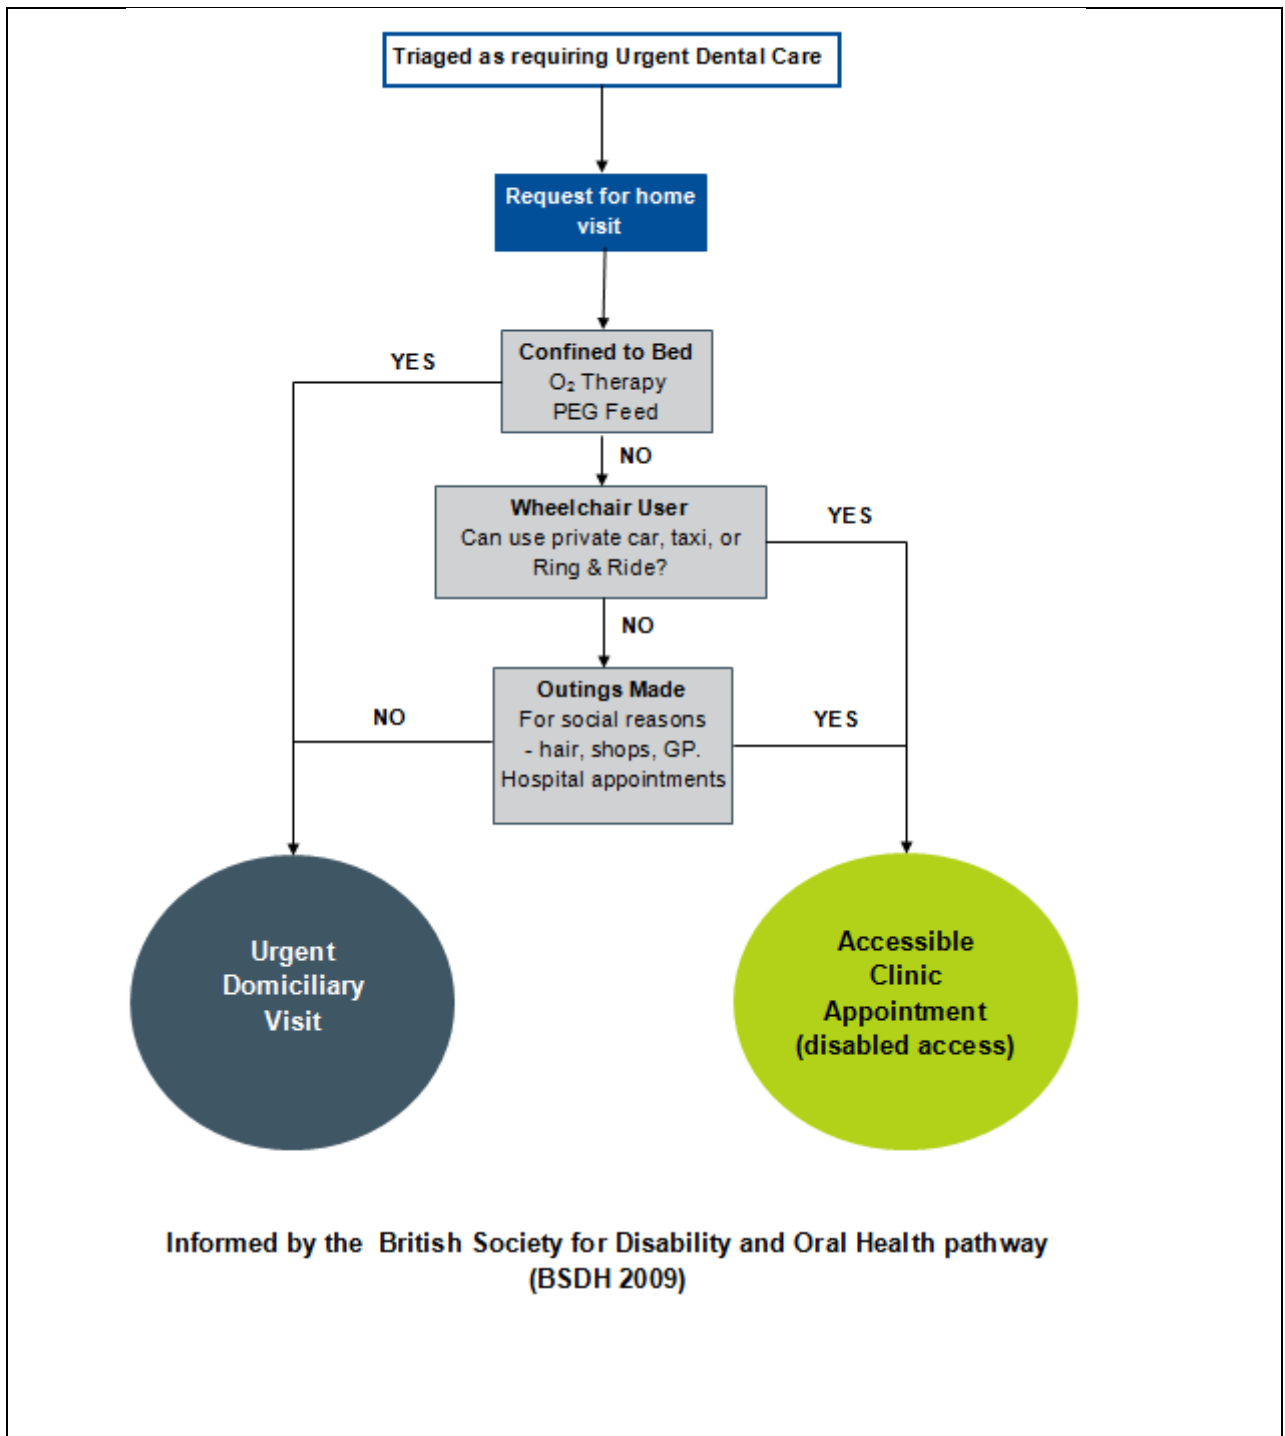 Triaged as requiring Urgent Dental Care
Request for home
visit
Confined to Bed
O₂ Therapy
PEG Feed
YES
NO
Wheelchair User
Can use private car, taxi, or
Ring & Ride?
YES
NO
Outings Made
For social reasons
- hair, shops, GP.
Hospital appointments
NO
YES
Urgent
Domiciliary
Visit
Accessible
Clinic
Appointment
(disabled access)
Informed by the British Society for Disability and Oral Health pathway
(BSDH 2009)